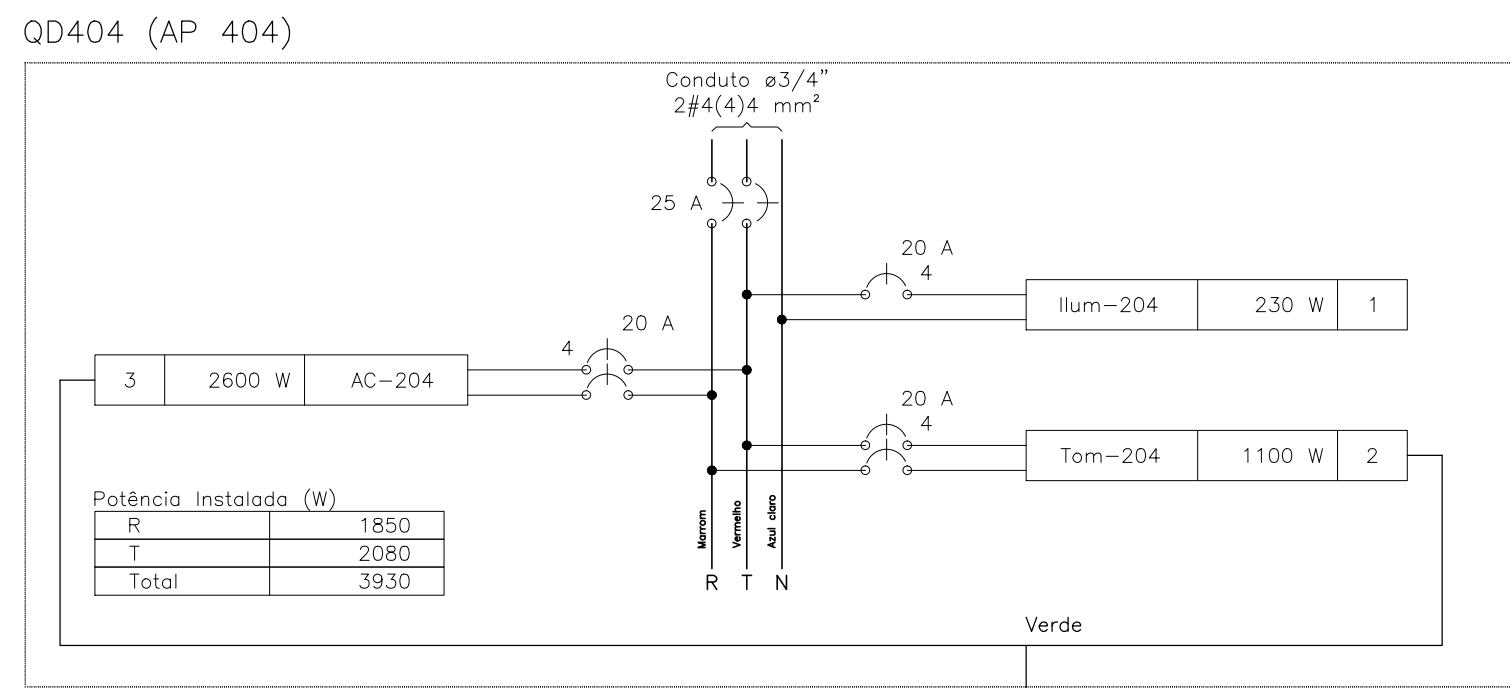 QD404 (AP 404)
Conduto ø3/4"
2#4(4)4 mm²
25 A
20 A
4
Ilum-204 230 W 1
20 A
4
3 2600 W AC-204
20 A
4
Tom-204 1100 W 2
Potência Instalada (W)
R 1850
T 2080
Total 3930
Marrom
Vermelho
Azul claro
R T N
Verde